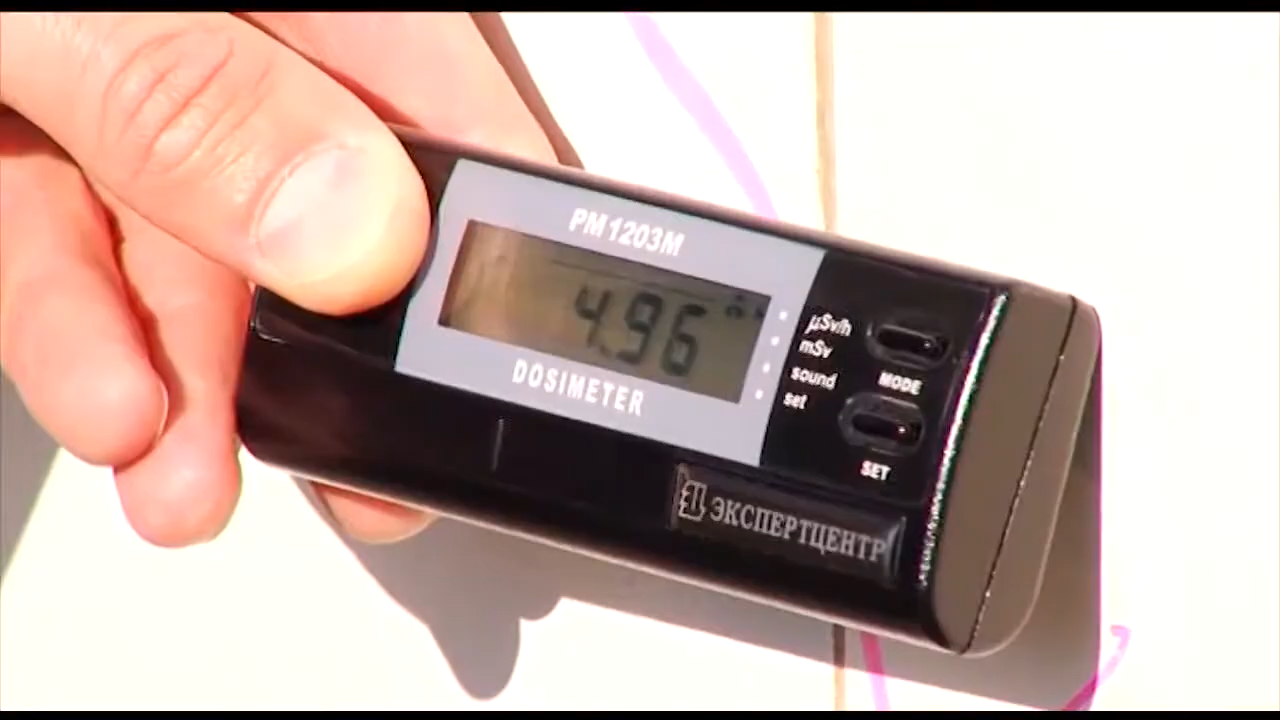 PM1203M
4.96
DOSIMETER
µSv/h
mSv
sound
set
MODE
SET
ЭКСПЕРТЦЕНТР